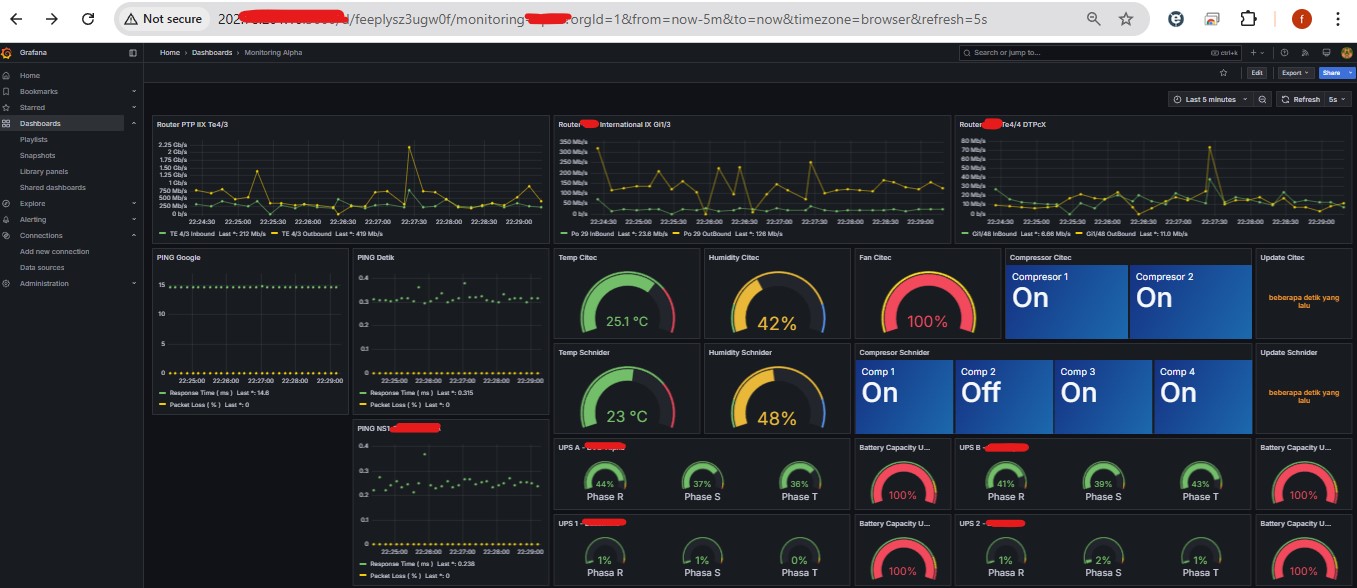 Not secure
/feeplysz3ugw0f/monitoring-
orgId=1&from=now-5m&to=now&timezone=browser&refresh=5s
Grafana
Home > Dashboards > Monitoring Alpha
Search or jump to...
ctrl+k
Edit
Export
Share
Last 5 minutes
Refresh
5s
Home
Bookmarks
Starred
Dashboards
Playlists
Snapshots
Library panels
Shared dashboards
Explore
Alerting
Connections
Add new connection
Data sources
Administration
Router PTP IIX Te4/3
2.25 Gb/s
2 Gb/s
1.75 Gb/s
1.50 Gb/s
1.25 Gb/s
1 Gb/s
750 Mb/s
500 Mb/s
250 Mb/s
0 b/s
22:24:30 22:25:00 22:25:30 22:26:00 22:26:30 22:27:00 22:27:30 22:28:00 22:28:30 22:29:00
TE 4/3 Inbound Last *: 212 Mb/s TE 4/3 Outbound Last *: 419 Mb/s
Router International IX Gi1/3
350 Mb/s
300 Mb/s
250 Mb/s
200 Mb/s
150 Mb/s
100 Mb/s
50 Mb/s
0 b/s
22:24:30 22:25:00 22:25:30 22:26:00 22:26:30 22:27:00 22:27:30 22:28:00 22:28:30 22:29:00
Po 29 InBound Last *: 23.6 Mb/s Po 29 OutBound Last *: 126 Mb/s
Router Te4/4 DTPcX
80 Mb/s
70 Mb/s
60 Mb/s
50 Mb/s
40 Mb/s
30 Mb/s
20 Mb/s
10 Mb/s
0 b/s
22:24:30 22:25:00 22:25:30 22:26:00 22:26:30 22:27:00 22:27:30 22:28:00 22:28:30 22:29:00
Gi1/48 InBound Last *: 6.66 Mb/s Gi1/48 OutBound Last *: 11.0 Mb/s
PING Google
15
10
5
0
22:25:00 22:26:00 22:27:00 22:28:00 22:29:00
Response Time ( ms ) Last *: 14.6
Packet Loss ( % ) Last *: 0
PING Detik
0.4
0.3
0.2
0.1
0
22:25:00 22:26:00 22:27:00 22:28:00 22:29:00
Response Time ( ms ) Last *: 0.315
Packet Loss ( % ) Last *: 0
Temp Citec
25.1 °C
Humidity Citec
42%
Fan Citec
100%
Compressor Citec
Compresor 1
On
Compresor 2
On
Update Citec
beberapa detik yang
lalu
Temp Schnider
23 °C
Humidity Schnider
48%
Compresor Schnider
Comp 1
On
Comp 2
Off
Comp 3
On
Comp 4
On
Update Schnider
beberapa detik yang
lalu
PING NS1
0.4
0.3
0.2
0.1
0
22:25:00 22:26:00 22:27:00 22:28:00 22:29:00
Response Time ( ms ) Last *: 0.238
Packet Loss ( % ) Last *: 0
UPS A -
44%
Phase R
37%
Phase S
36%
Phase T
Battery Capacity U...
100%
UPS B -
41%
Phase R
39%
Phase S
43%
Phase T
Battery Capacity U...
100%
UPS 1 -
1%
Phasa R
1%
Phasa S
0%
Phasa T
Battery Capacity U...
100%
UPS 2 -
1%
Phasa R
2%
Phasa S
1%
Phasa T
Battery Capacity U...
100%